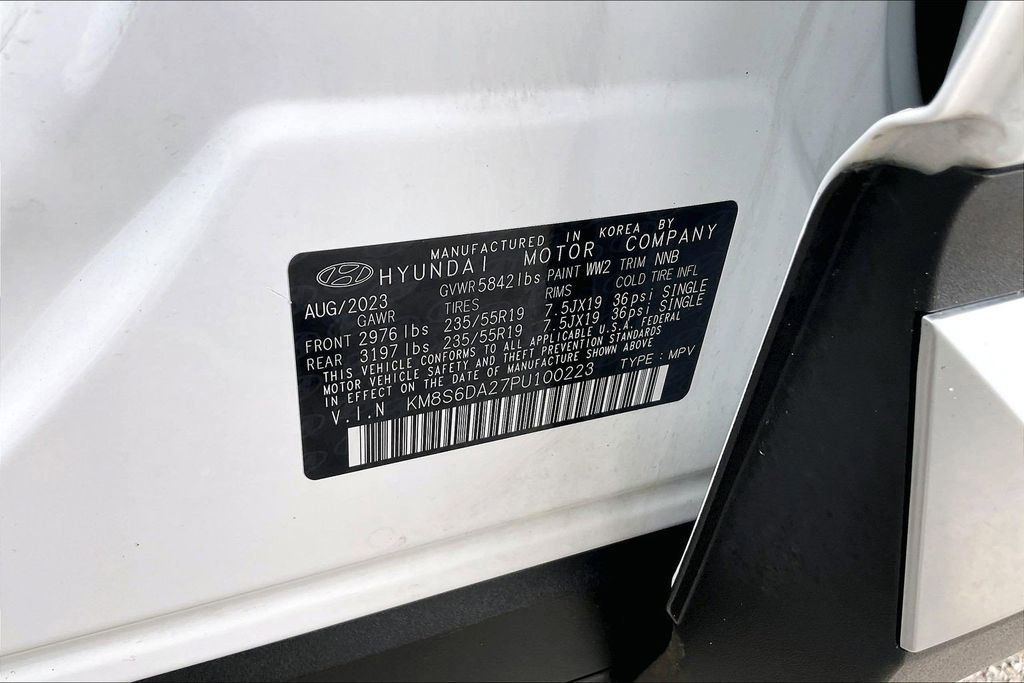 MANUFACTURED IN KOREA BY
HYUNDAI MOTOR COMPANY
AUG/2023 GVWR 5842 lbs PAINT WW2 TRIM NNB
GAWR TIRES RIMS COLD TIRE INFL
FRONT 2976 lbs 235/55R19 7.5JX19 36psi SINGLE
REAR 3197 lbs 235/55R19 7.5JX19 36psi SINGLE
THIS VEHICLE CONFORMS TO ALL APPLICABLE U.S.A. FEDERAL
MOTOR VEHICLE SAFETY AND THEFT PREVENTION STANDARDS
IN EFFECT ON THE DATE OF MANUFACTURE SHOWN ABOVE
V.I.N KM8S6DA27PU100223 TYPE : MPV